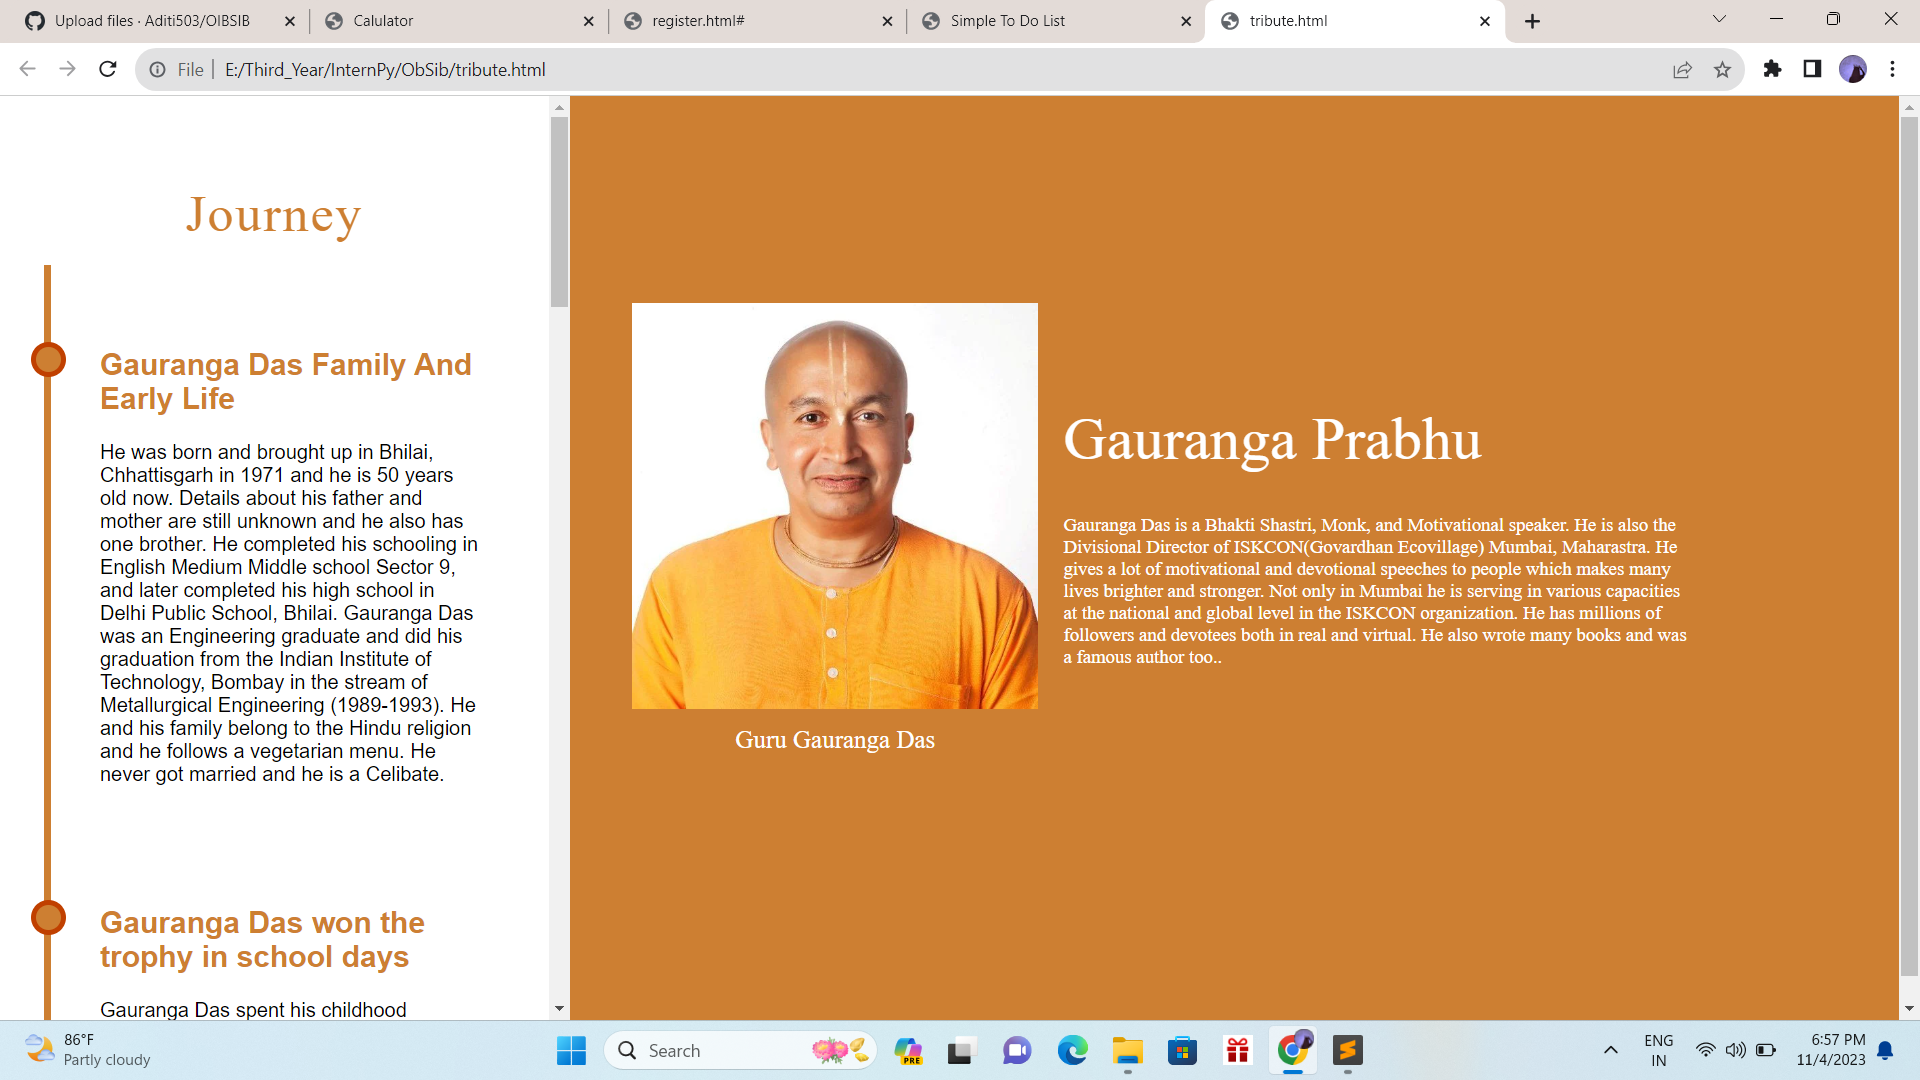 Upload files · Aditi503/OIBSIB
Calulator
register.html#
Simple To Do List
tribute.html
File
E:/Third_Year/InternPy/ObSib/tribute.html
Journey
Gauranga Das Family And
Early Life
He was born and brought up in Bhilai,
Chhattisgarh in 1971 and he is 50 years
old now. Details about his father and
mother are still unknown and he also has
one brother. He completed his schooling in
English Medium Middle school Sector 9,
and later completed his high school in
Delhi Public School, Bhilai. Gauranga Das
was an Engineering graduate and did his
graduation from the Indian Institute of
Technology, Bombay in the stream of
Metallurgical Engineering (1989-1993). He
and his family belong to the Hindu religion
and he follows a vegetarian menu. He
never got married and he is a Celibate.
Gauranga Das won the
trophy in school days
Gauranga Das spent his childhood
Guru Gauranga Das
Gauranga Prabhu
Gauranga Das is a Bhakti Shastri, Monk, and Motivational speaker. He is also the
Divisional Director of ISKCON(Govardhan Ecovillage) Mumbai, Maharastra. He
gives a lot of motivational and devotional speeches to people which makes many
lives brighter and stronger. Not only in Mumbai he is serving in various capacities
at the national and global level in the ISKCON organization. He has millions of
followers and devotees both in real and virtual. He also wrote many books and was
a famous author too..
86°F
Partly cloudy
Search
PRE
ENG
IN
6:57 PM
11/4/2023